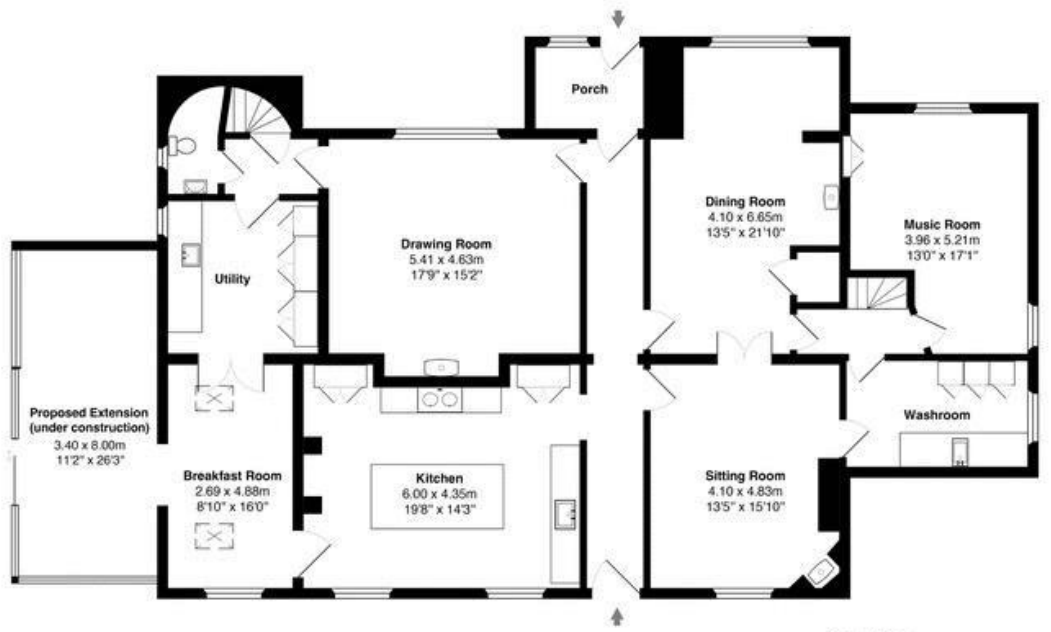 Porch
Dining Room
4.10 x 6.65m
13'5" x 21'10"
Music Room
3.96 x 5.21m
13'0" x 17'1"
Drawing Room
5.41 x 4.63m
17'9" x 15'2"
Utility
Proposed Extension
(under construction)
3.40 x 8.00m
11'2" x 26'3"
Washroom
Breakfast Room
2.69 x 4.88m
8'10" x 16'0"
Kitchen
6.00 x 4.35m
19'8" x 14'3"
Sitting Room
4.10 x 4.83m
13'5" x 15'10"